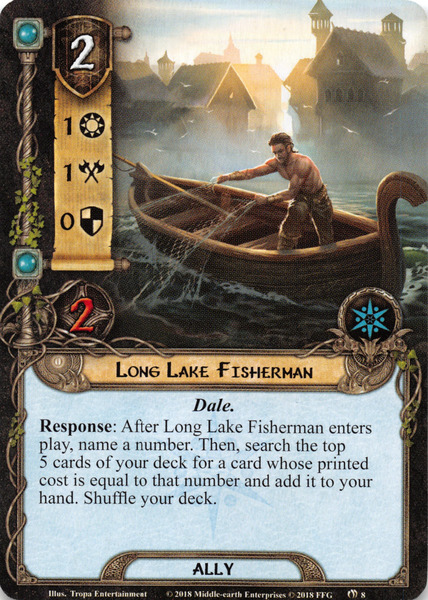 2
1
1
0
2
Long Lake Fisherman
Dale.
Response: After Long Lake Fisherman enters
play, name a number. Then, search the top
5 cards of your deck for a card whose printed
cost is equal to that number and add it to your
hand. Shuffle your deck.
ALLY
Illus. Tropa Entertainment © 2018 Middle-earth Enterprises © 2018 FFG 8